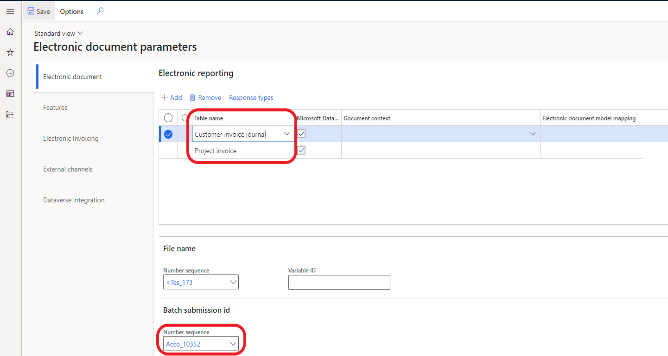 Save Options
Standard view
Electronic document parameters
Electronic document
Features
Electronic invoicing
External channels
Dataverse integration
Electronic reporting
+ Add Remove Response types
Table name Microsoft Data... Document context Electronic document model mapping
Customer invoice journal
Project invoice
File name
Number sequence Variable ID
<1es_173
Batch submission id
Number sequence
Acco_10352